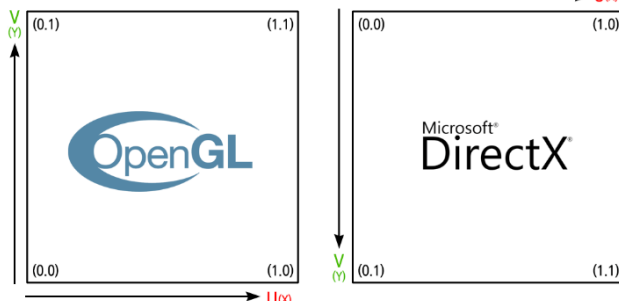 V
(Y)
(0.1) (1.1)
OpenGL
(0.0) (1.0)
U(X)
(0.0) (1.0)
Microsoft®
DirectX®
V
(Y)
(0.1) (1.1)